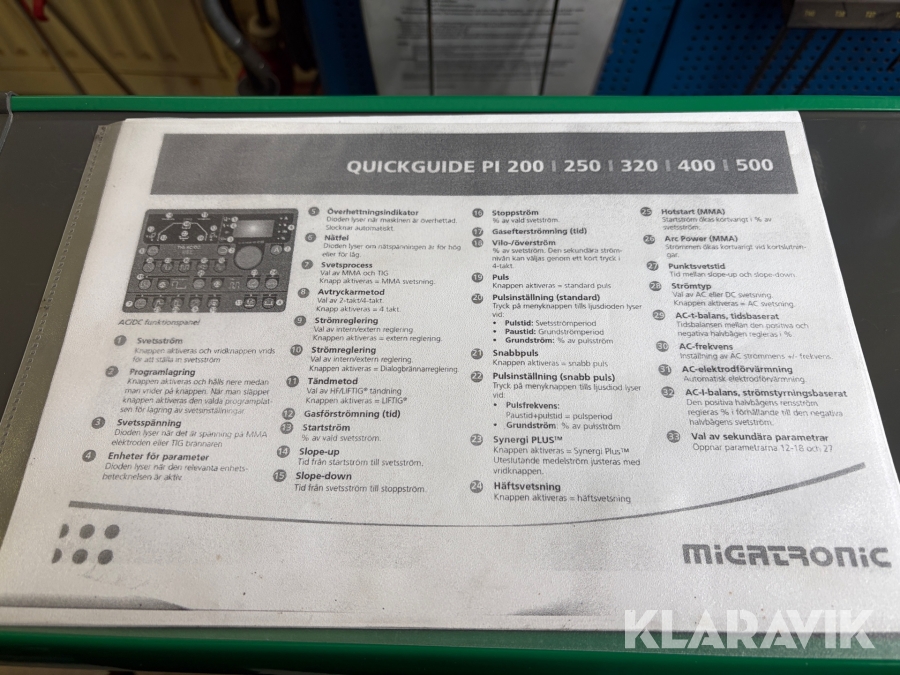 QUICKGUIDE PI 200 | 250 | 320 | 400 | 500
AC/DC funktionspanel
1 Svetsström
Knappen aktiveras och vridknappen vrids
för att ställa in svetsström
2 Programlagring
Knappen aktiveras och hålls nere medan
man vrider på knappen. När man släpper
knappen aktiveras den valda programplat-
sen för lagring av svetsinställningar.
3 Svetsspänning
Dioden lyser när det är spänning på MMA
elektroden eller TIG brännaren
4 Enheter för parameter
Dioden lyser när den relevanta enhets-
betecknelsen är aktiv
5 Överhettningsindikator
Dioden lyser när maskinen är överhettad.
Slocknar automatiskt.
6 Nätfel
Dioden lyser om nätspänningen är för hög
eller för låg.
7 Svetsprocess
Val av MMA och TIG
Knapp aktiveras = MMA svetsning.
8 Avtryckarmetod
Val av 2-takt/4-takt.
Knapp aktiveras = 4 takt.
9 Strömreglering
Val av intern/extern reglering
Knappen aktiveras = extern reglering.
10 Strömreglering
Val av intern/extern reglering.
Knappen aktiveras = Dialogbrännarreglering.
11 Tändmetod
Val av HF/LIFTIG® tändning
Knappen aktiveras = LIFTIG®
12 Gasförströmning (tid)
13 Startström
% av vald svetsström.
14 Slope-up
Tid från startström till svetsström.
15 Slope-down
Tid från svetsström till stoppström.
16 Stoppström
% av vald svetsström.
17 Gasefterströmning (tid)
18 Vilo-/överström
% av svetsström. Den sekundära ström-
nivån kan väljas genom ett kort tryck i
4-takt.
19 Puls
Knappen aktiveras = standard puls
20 Pulsinställning (standard)
Tryck på menyknappen tills ljusdioden lyser
vid:
• Pulstid: Svetsströmperiod
• Paustid: Grundströmperiod
• Grundström: % av pulsström
21 Snabbpuls
Knappen aktiveras = snabb puls
22 Pulsinställning (snabb puls)
Tryck på menyknappen tills ljusdiod lyser
vid:
• Pulsfrekvens:
Paustid+pulstid = pulsperiod
• Grundström: % av pulsström
23 Synergi PLUS™
Knappen aktiveras = Synergi Plus™
Uteslutande medelström justeras med
vridknappen.
24 Häftsvetsning
Knappen aktiveras = häftsvetsning
25 Hotstart (MMA)
Startström ökas kortvarigt i % av
svetsström.
26 Arc Power (MMA)
Strömmen ökas kortvarigt vid kortslutnin-
gar.
27 Punktsvetstid
Tid mellan slope-up och slope-down.
28 Strömtyp
Val av AC eller DC svetsning.
Knappen aktiveras = AC svetsning.
29 AC-t-balans, tidsbaserat
Tidsbalansen mellan den positiva och
negativa halvbågen regleras i %.
30 AC-frekvens
Inställning av AC strömmens +/- frekvens.
31 AC-elektrodförvärmning
Automatisk elektrodförvärmning.
32 AC-I-balans, strömstyrningsbaserat
Den positiva halvbågens rensström
regleras % i förhållande till den negativa
halvbågens svetsström.
33 Val av sekundära parametrar
Öppnar parametrarna 12-18 och 27
MIGATRONIC
KLARAVIK